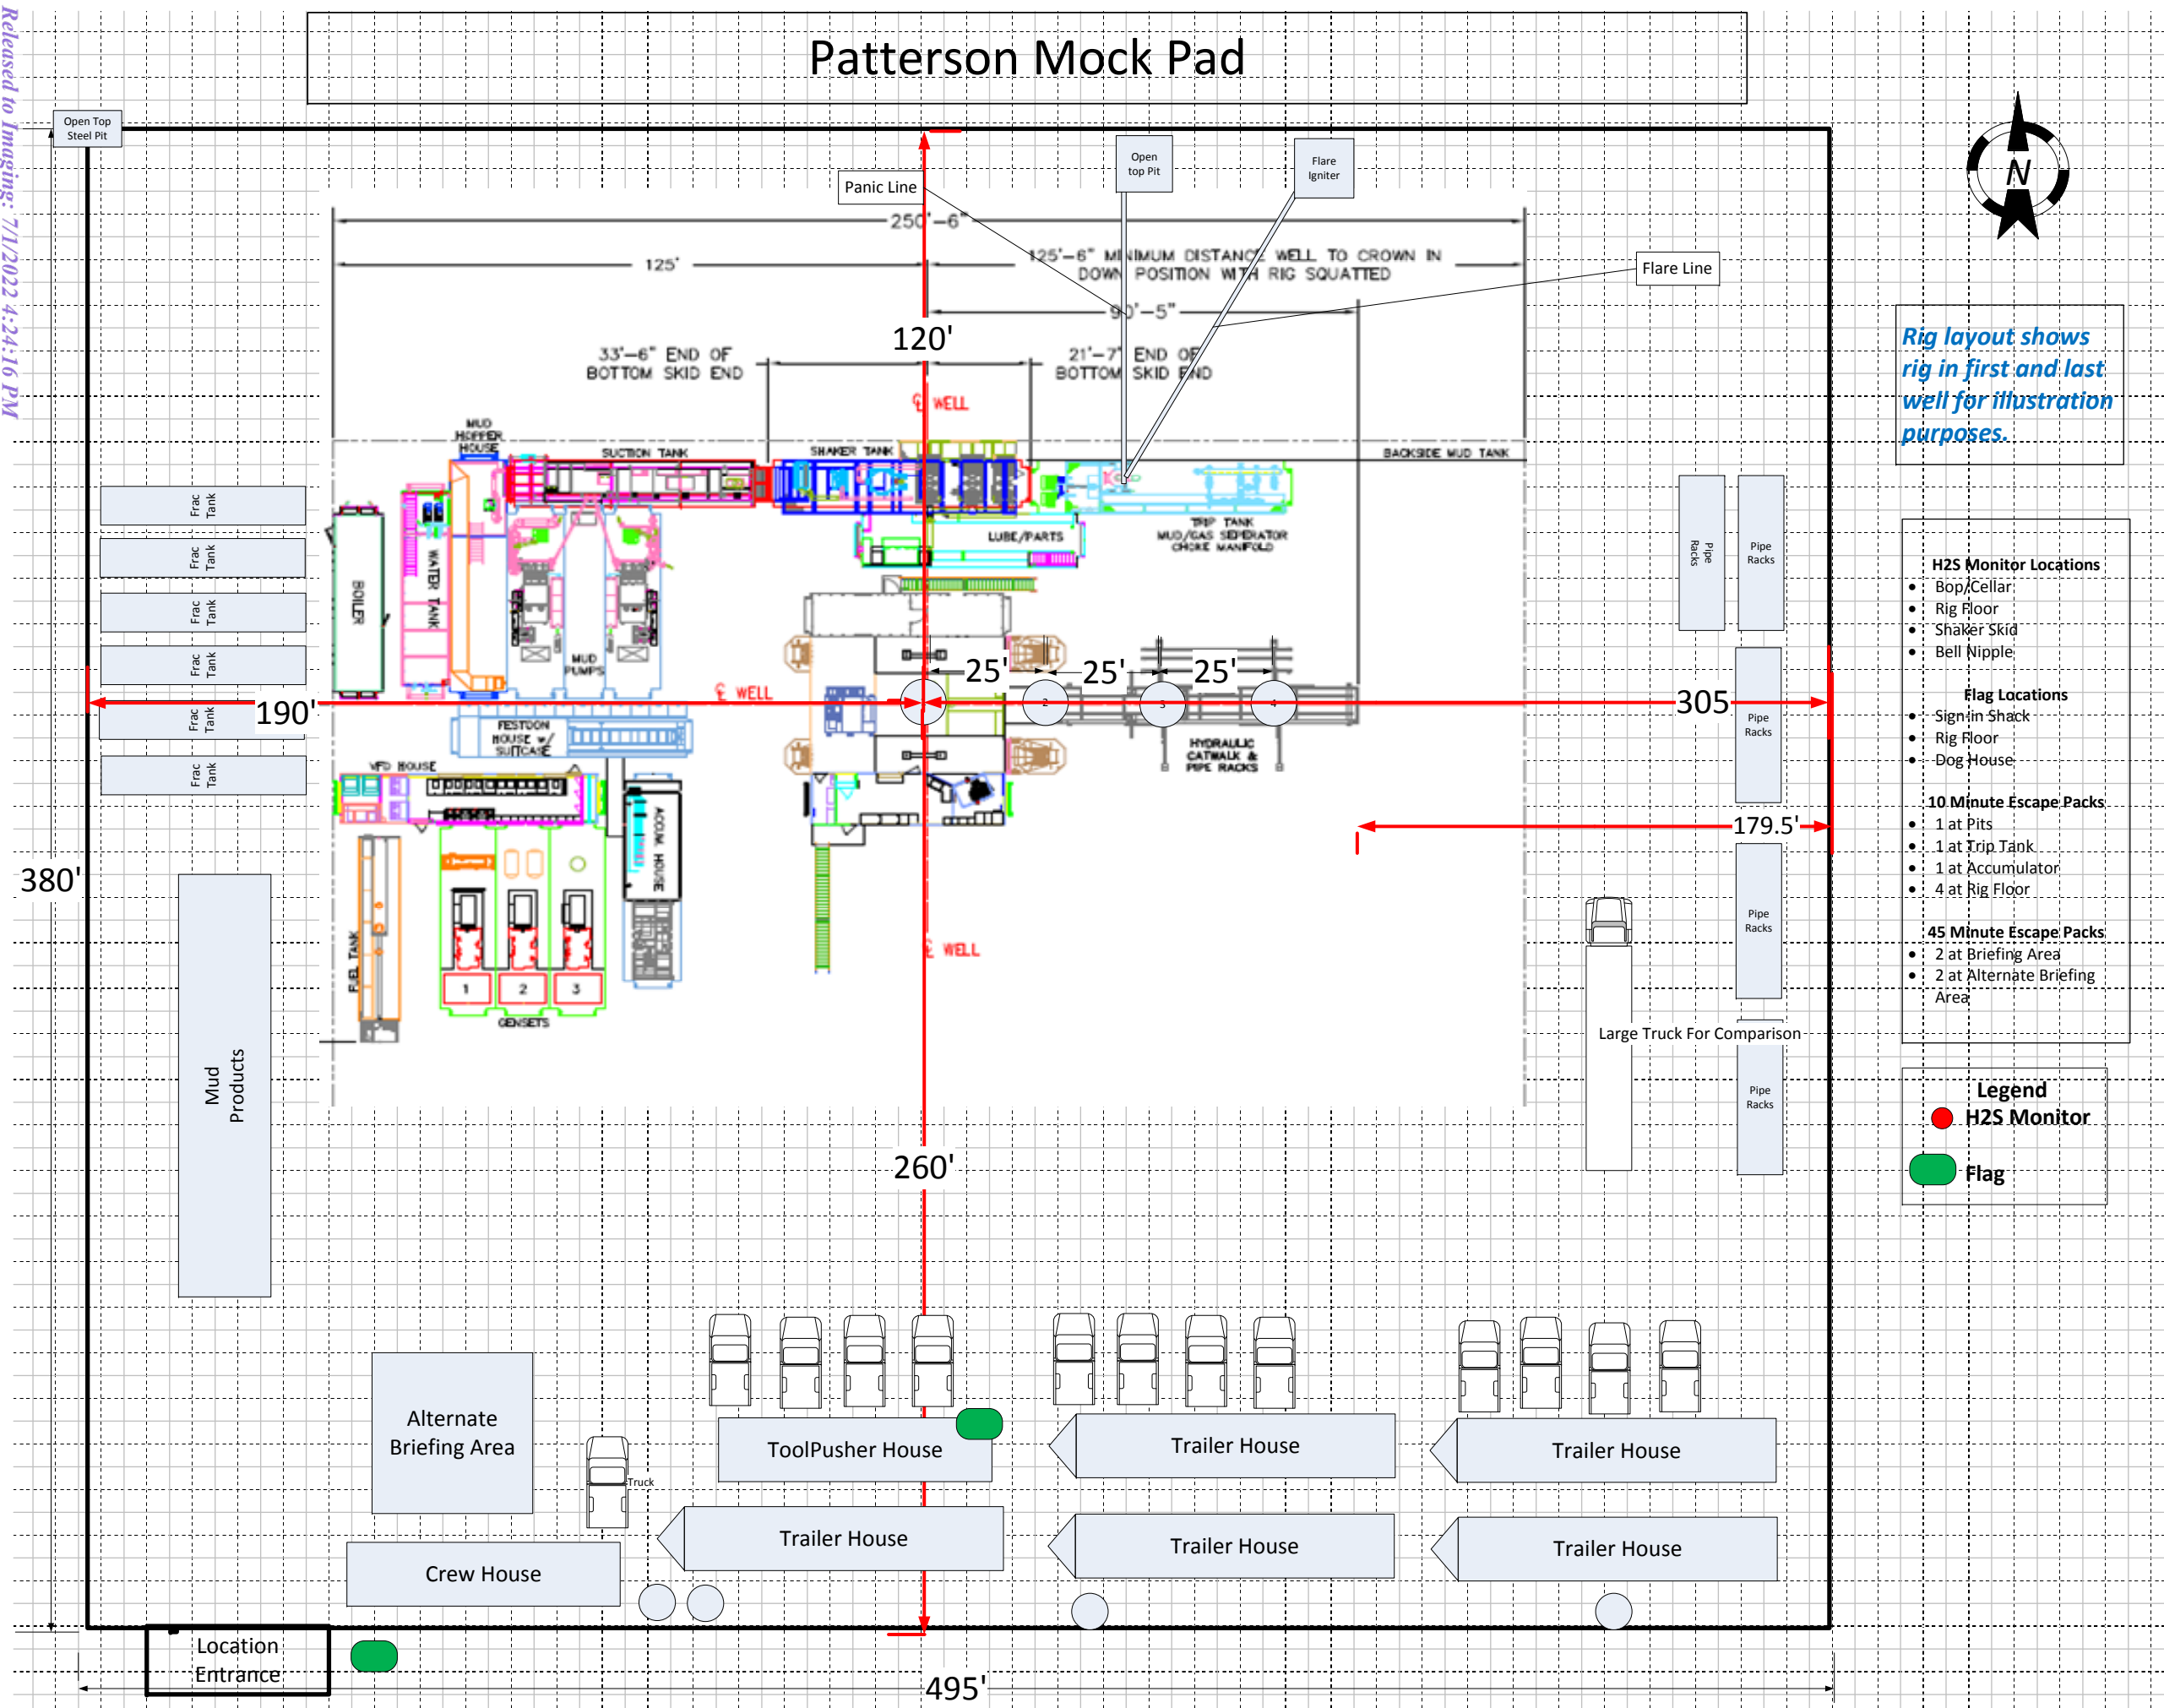 Released to Imaging: 7/1/2022 4:24:16 PM
Patterson Mock Pad
Open Top
Steel Pit
Open
top Pit
Flare
Igniter
N
Panic Line
250'-6"
125'
125'-6" MINIMUM DISTANCE WELL TO CROWN IN
DOWN POSITION WITH RIG SQUATTED
Flare Line
90'-5"
120'
33'-6" END OF
BOTTOM SKID END
21'-7" END OF
BOTTOM SKID END
Rig layout shows
rig in first and last
well for illustration
purposes.
℄ WELL
MUD
HOPPER
HOUSE
SUCTION TANK
SHAKER TANK
BACKSIDE MUD TANK
Frac
Tank
Frac
Tank
Frac
Tank
Frac
Tank
Frac
Tank
Frac
Tank
BOILER
WATER TANK
MUD
PUMPS
LUBE/PARTS
TRIP TANK
MUD/GAS SEPERATOR
CHOKE MANIFOLD
Pipe
Racks
Pipe
Racks
Pipe
Racks
Pipe
Racks
Pipe
Racks
25'
25'
25'
2
3
4
190'
℄ WELL
305
FESTOON
HOUSE w/
SUITCASE
HYDRAULIC
CATWALK &
PIPE RACKS
VFD HOUSE
ACCUM. HOUSE
179.5'
380'
FUEL TANK
1
2
3
GENSETS
℄ WELL
Mud
Products
Large Truck For Comparison
H2S Monitor Locations
• Bop/Cellar
• Rig Floor
• Shaker Skid
• Bell Nipple
Flag Locations
• Sign-in Shack
• Rig Floor
• Dog House
10 Minute Escape Packs
• 1 at Pits
• 1 at Trip Tank
• 1 at Accumulator
• 4 at Rig Floor
45 Minute Escape Packs
• 2 at Briefing Area
• 2 at Alternate Briefing
Area
Legend
H2S Monitor
Flag
260'
Alternate
Briefing Area
Truck
ToolPusher House
Trailer House
Trailer House
Trailer House
Trailer House
Trailer House
Crew House
Location
Entrance
495'